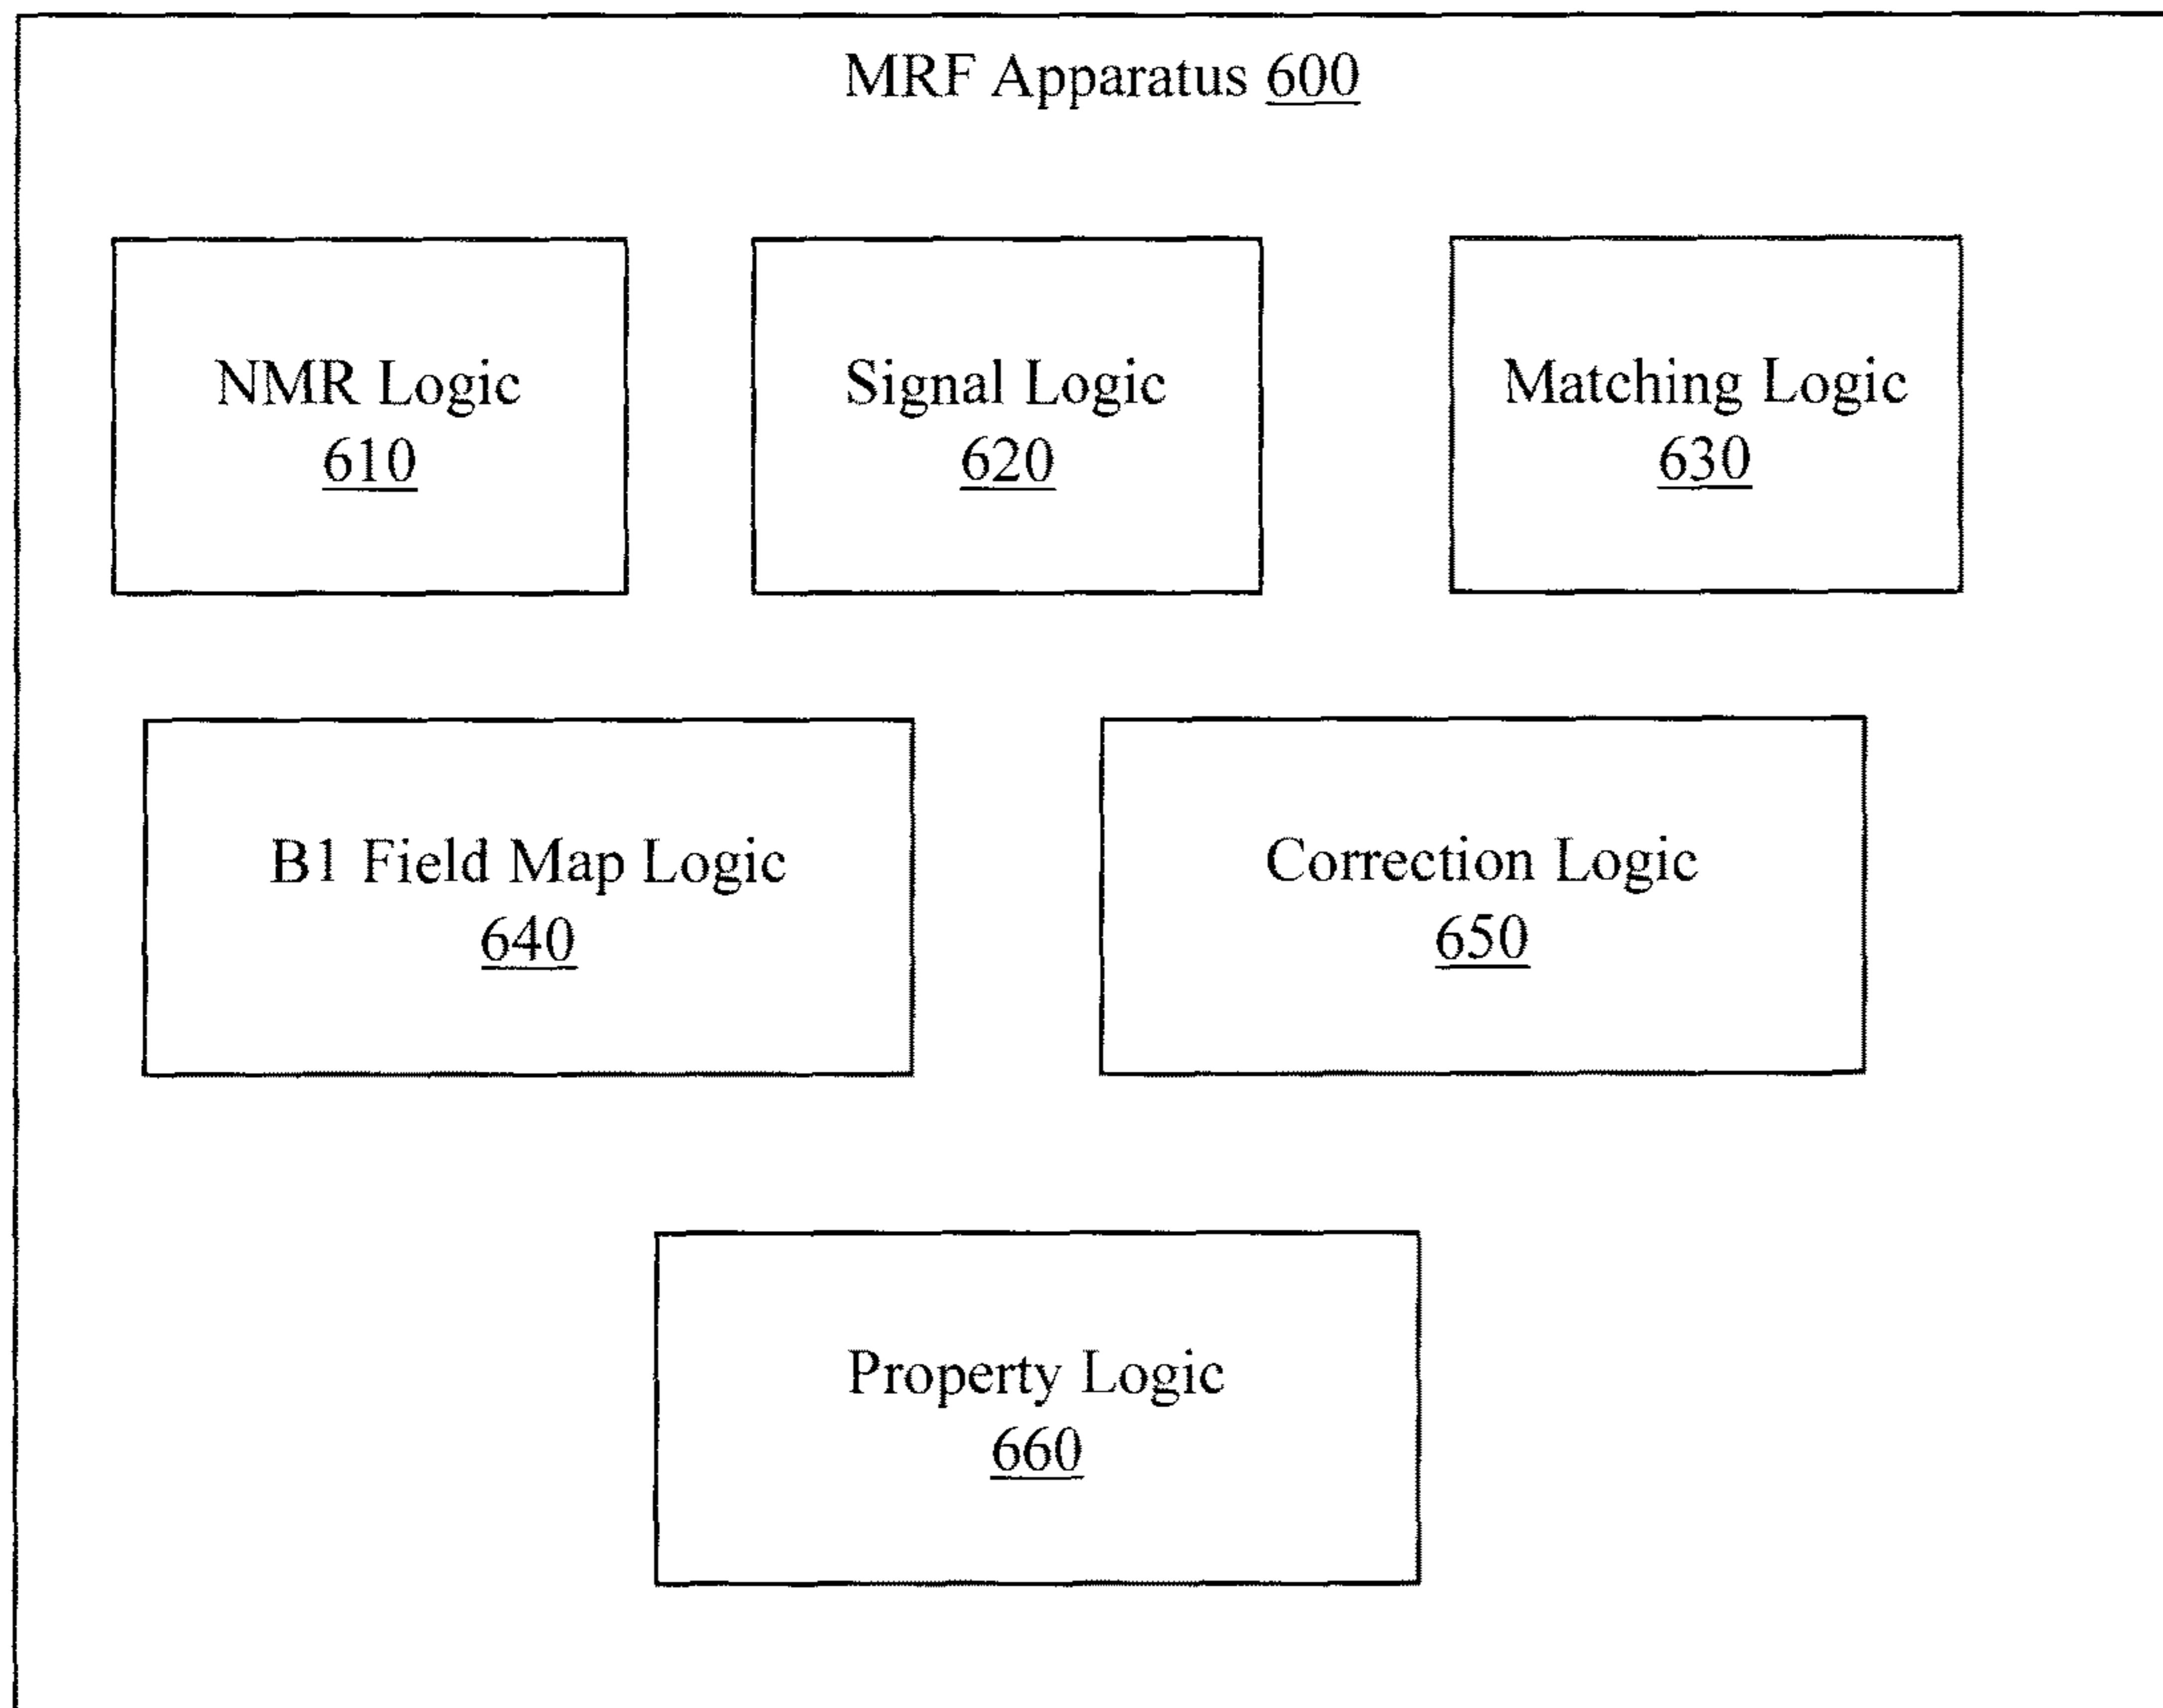 MRF Apparatus 600
NMR Logic
610
Signal Logic
620
Matching Logic
630
B1 Field Map Logic
640
Correction Logic
650
Property Logic
660